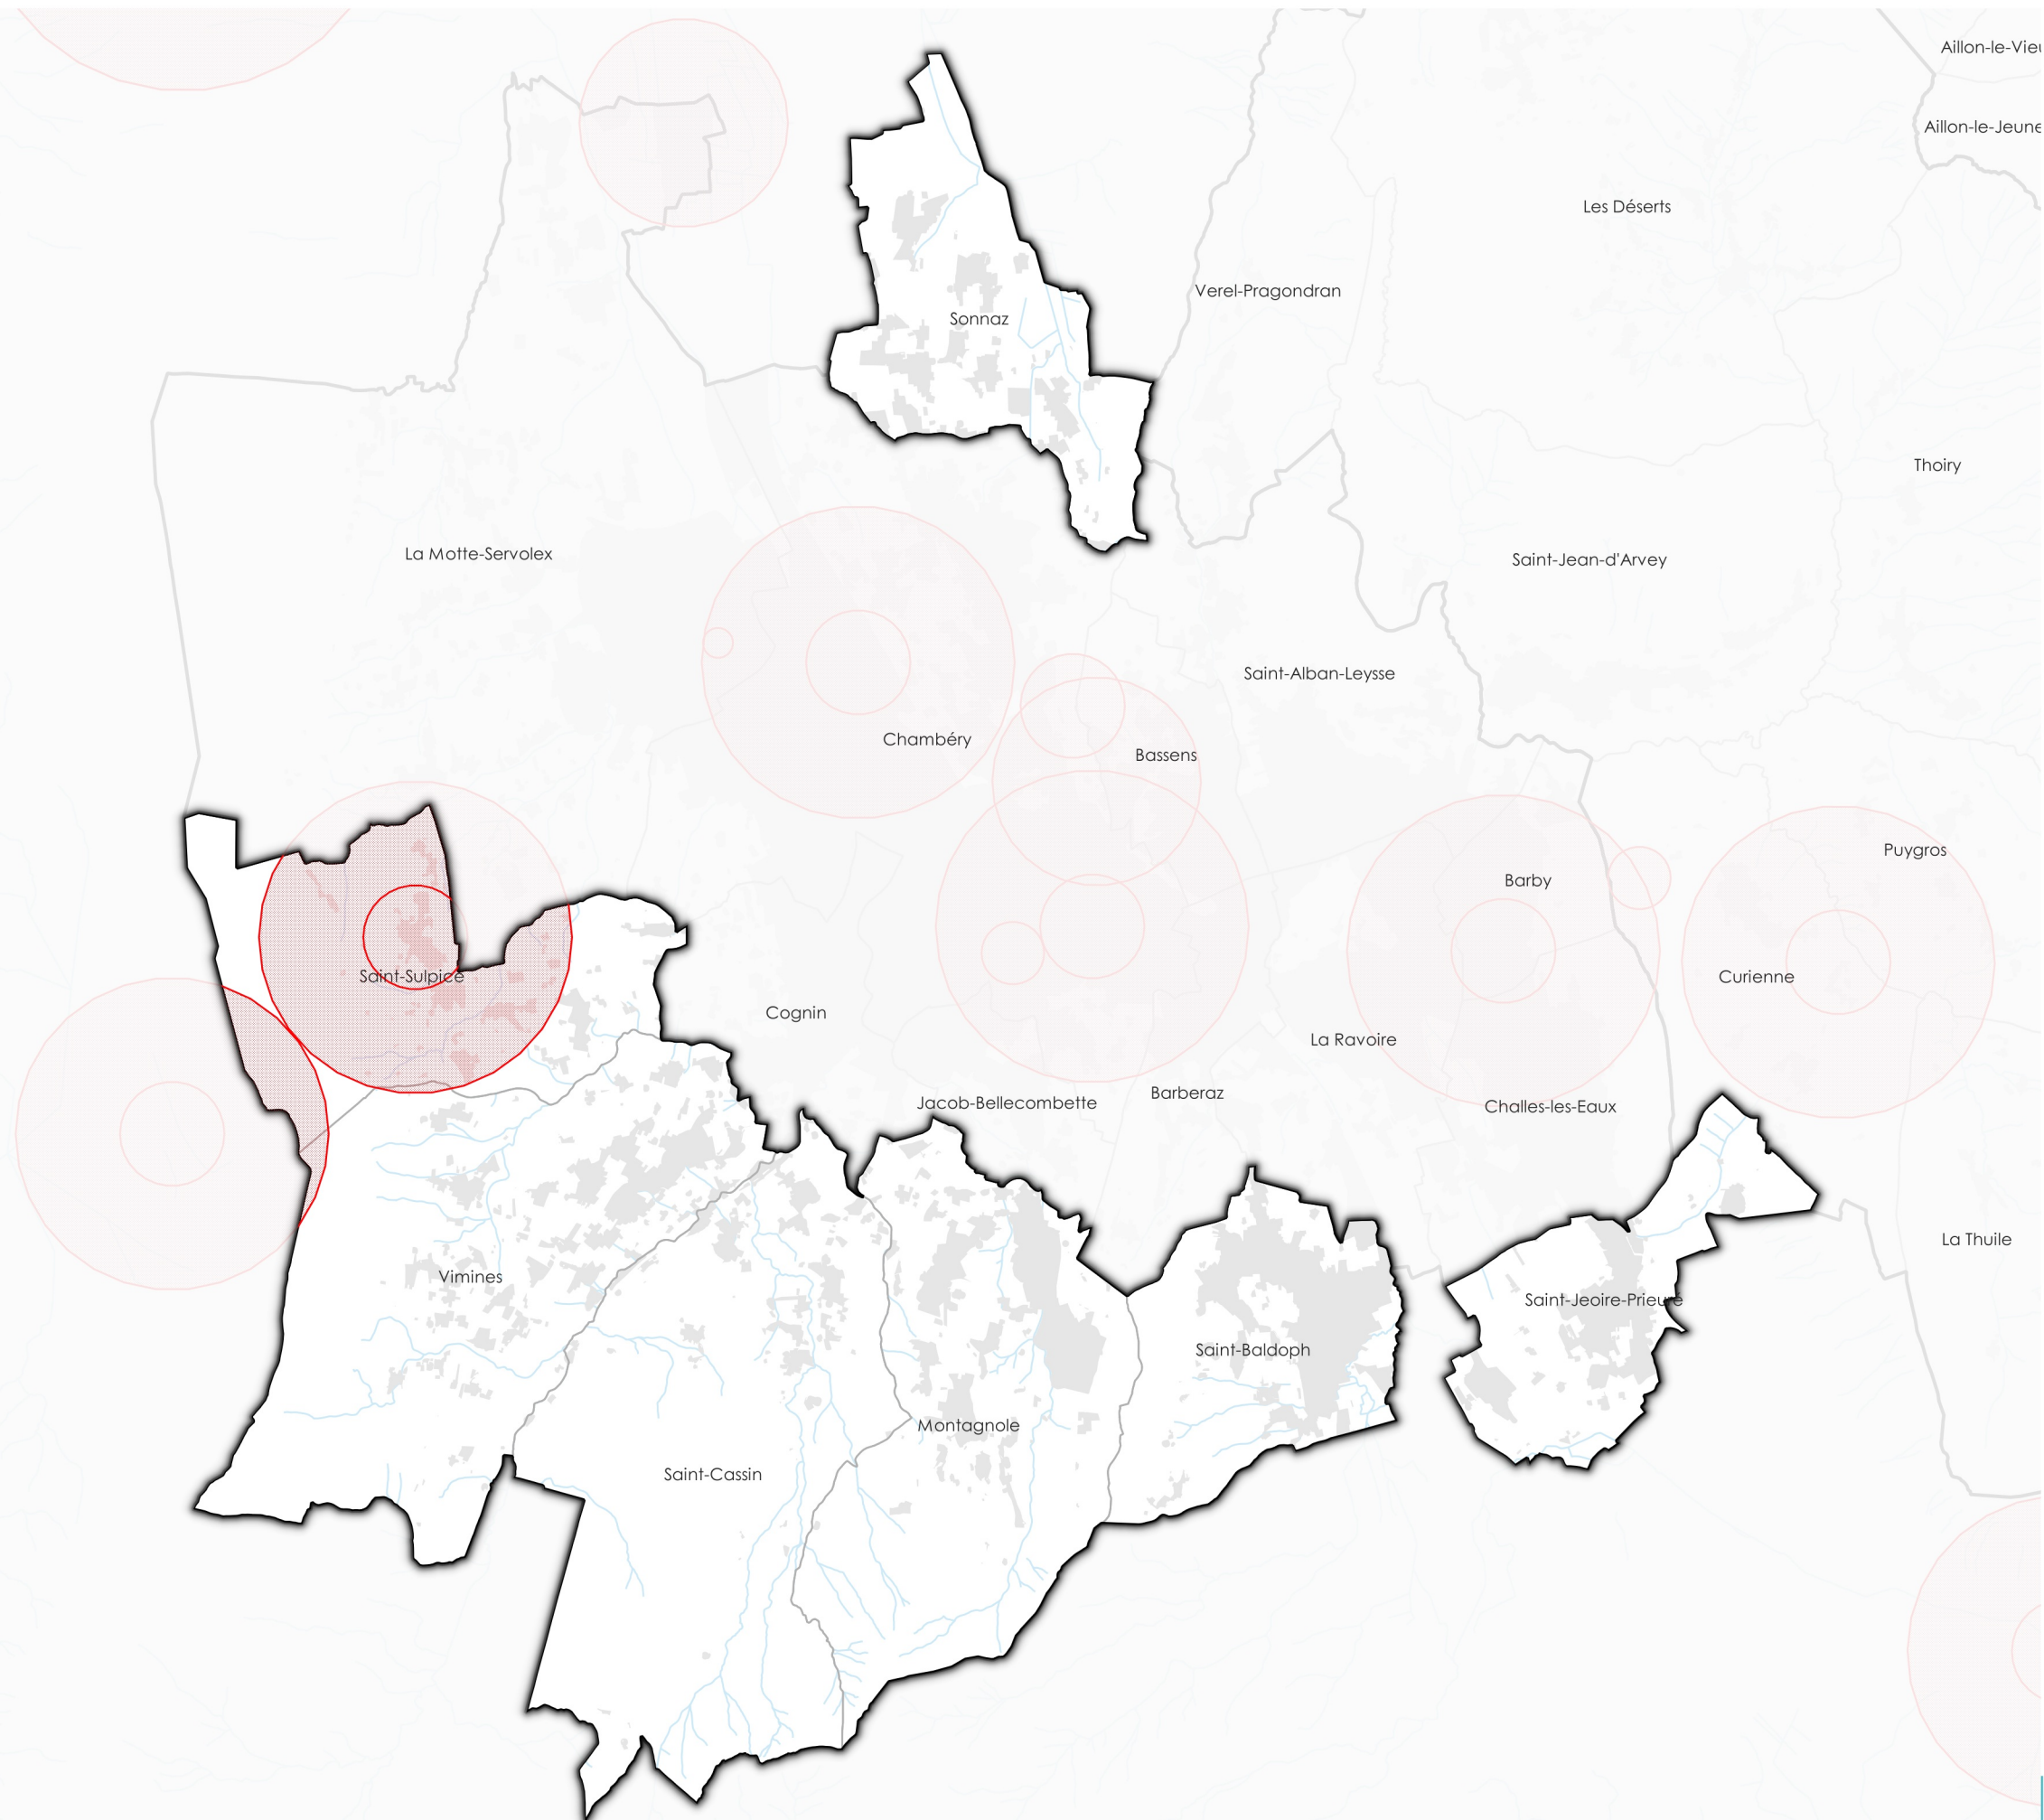 Aillon-le-Vieu
Aillon-le-Jeune
Les Déserts
Verel-Pragondran
Sonnaz
Thoiry
La Motte-Servolex
Saint-Jean-d'Arvey
Saint-Alban-Leysse
Chambéry
Bassens
Puygros
Barby
Saint-Sulpice
Curienne
Cognin
La Ravoire
Barberaz
Jacob-Bellecombette
Challes-les-Eaux
La Thuile
Vimines
Saint-Jeoire-Prieuré
Saint-Baldoph
Montagnole
Saint-Cassin